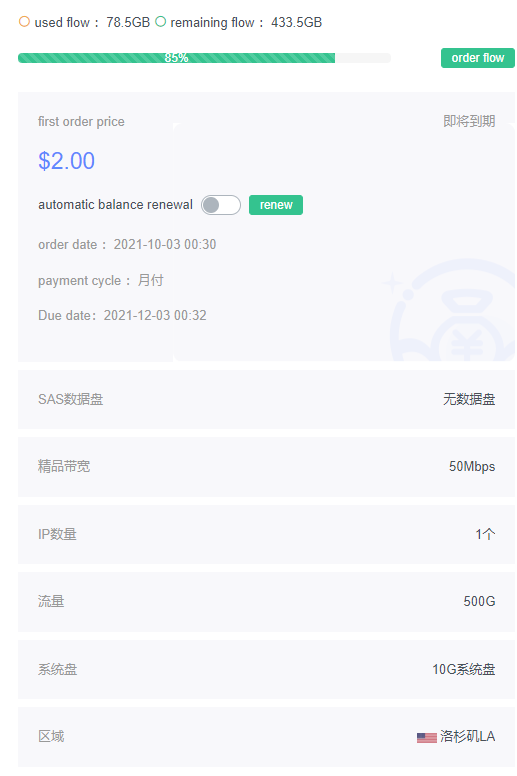 used flow： 78.5GB remaining flow： 433.5GB
85%
order flow
first order price 即将到期
$2.00
automatic balance renewal renew
order date： 2021-10-03 00:30
payment cycle： 月付
Due date：2021-12-03 00:32
¥
SAS数据盘 无数据盘
精品带宽 50Mbps
IP数量 1个
流量 500G
系统盘 10G系统盘
区域 洛杉矶LA